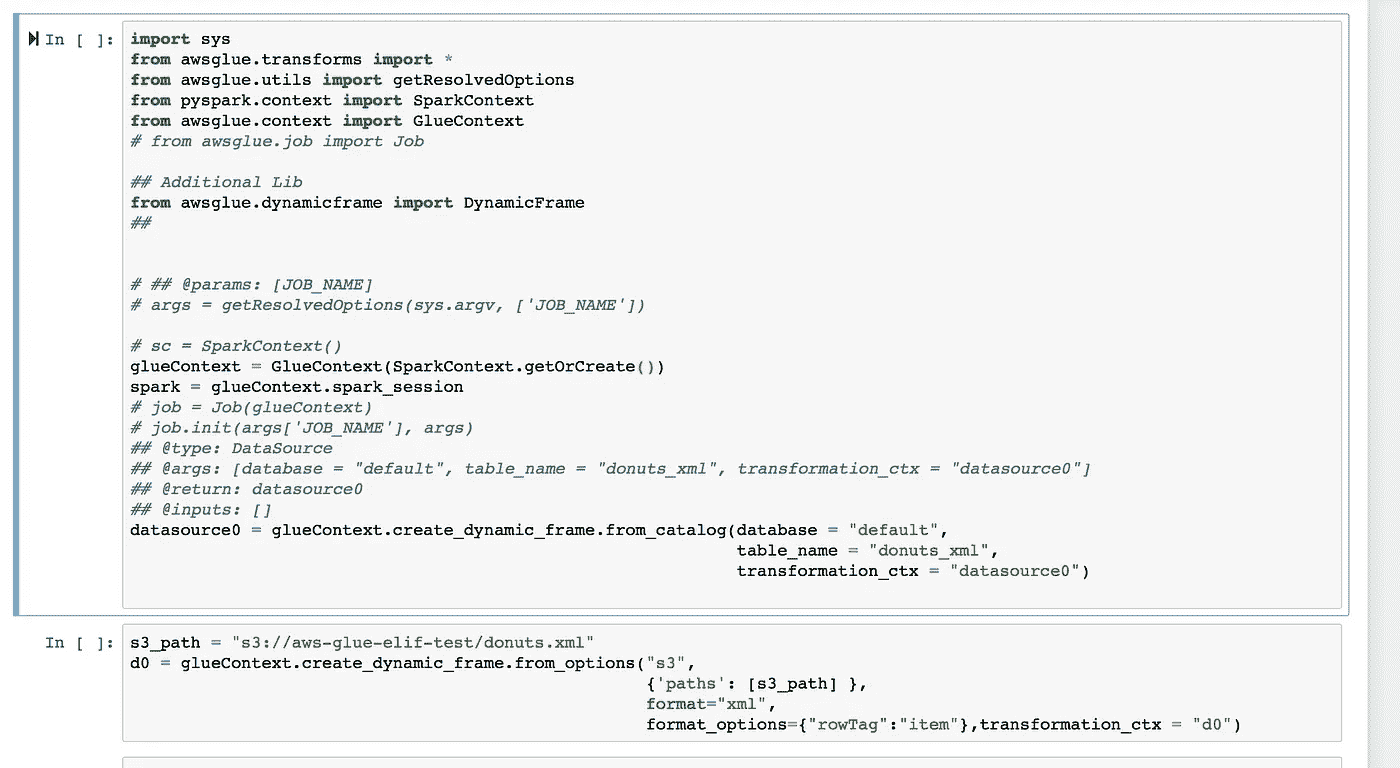 In [ ]:
import sys
from awsglue.transforms import *
from awsglue.utils import getResolvedOptions
from pyspark.context import SparkContext
from awsglue.context import GlueContext
# from awsglue.job import Job
## Additional Lib
from awsglue.dynamicframe import DynamicFrame
##
# ## @params: [JOB_NAME]
# args = getResolvedOptions(sys.argv, ['JOB_NAME'])
# sc = SparkContext()
glueContext = GlueContext(SparkContext.getOrCreate())
spark = glueContext.spark_session
# job = Job(glueContext)
# job.init(args['JOB_NAME'], args)
## @type: DataSource
## @args: [database = "default", table_name = "donuts_xml", transformation_ctx = "datasource0"]
## @return: datasource0
## @inputs: []
datasource0 = glueContext.create_dynamic_frame.from_catalog(database = "default",
table_name = "donuts_xml",
transformation_ctx = "datasource0")
In [ ]:
s3_path = "s3://aws-glue-elif-test/donuts.xml"
d0 = glueContext.create_dynamic_frame.from_options("s3",
{'paths': [s3_path] },
format="xml",
format_options={"rowTag":"item"},transformation_ctx = "d0")